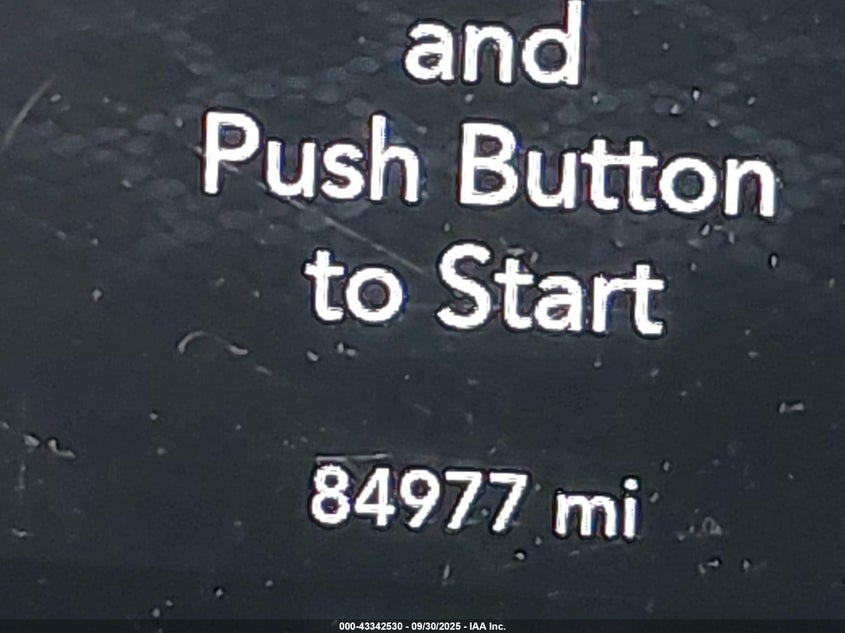 and
Push Button
to Start
84977 mi
000-43342530 - 09/30/2025 - IAA Inc.